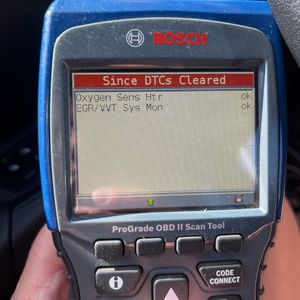 BOSCH
Since DTCs Cleared
Oxygen Sens Htr ok
EGR/VVT Sys Mon ok
ProGrade OBD II Scan Tool
i
CODE
CONNECT